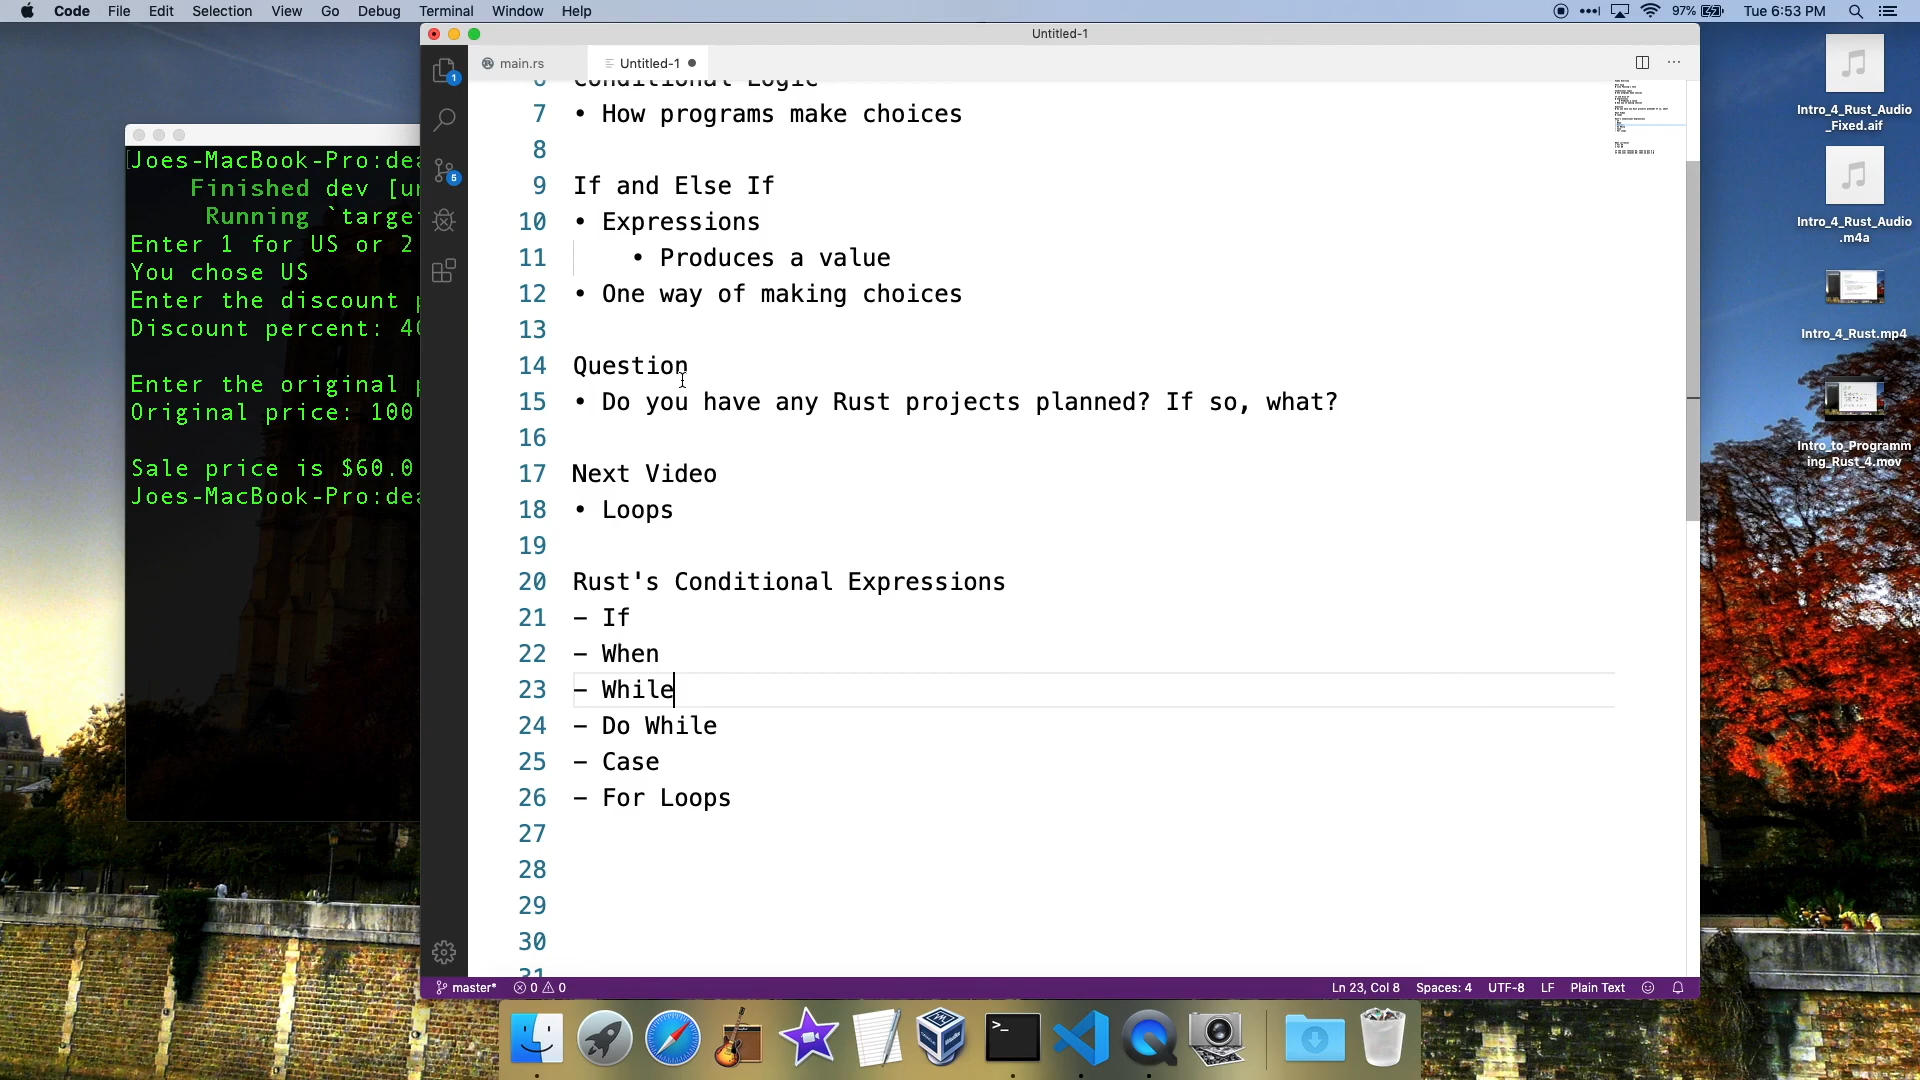 Code File Edit Selection View Go Debug Terminal Window Help
97% Tue 6:53 PM
Untitled-1
main.rs
Untitled-1
1
5
Joes-MacBook-Pro:de
Finished dev [u
Running `targe
Enter 1 for US or 2
You chose US
Enter the discount
Discount percent: 40
Enter the original
Original price: 100
Sale price is $60.0
Joes-MacBook-Pro:de
6 Conditional Logic
7 • How programs make choices
8
9 If and Else If
10 • Expressions
11 • Produces a value
12 • One way of making choices
13
14 Question
15 • Do you have any Rust projects planned? If so, what?
16
17 Next Video
18 • Loops
19
20 Rust's Conditional Expressions
21 – If
22 – When
23 – While
24 – Do While
25 – Case
26 – For Loops
27
28
29
30
31
master* 0 0
Ln 23, Col 8 Spaces: 4 UTF-8 LF Plain Text
Intro_4_Rust_Audio
_Fixed.aif
Intro_4_Rust_Audio
.m4a
Intro_4_Rust.mp4
Intro_to_Programm
ing_Rust_4.mov